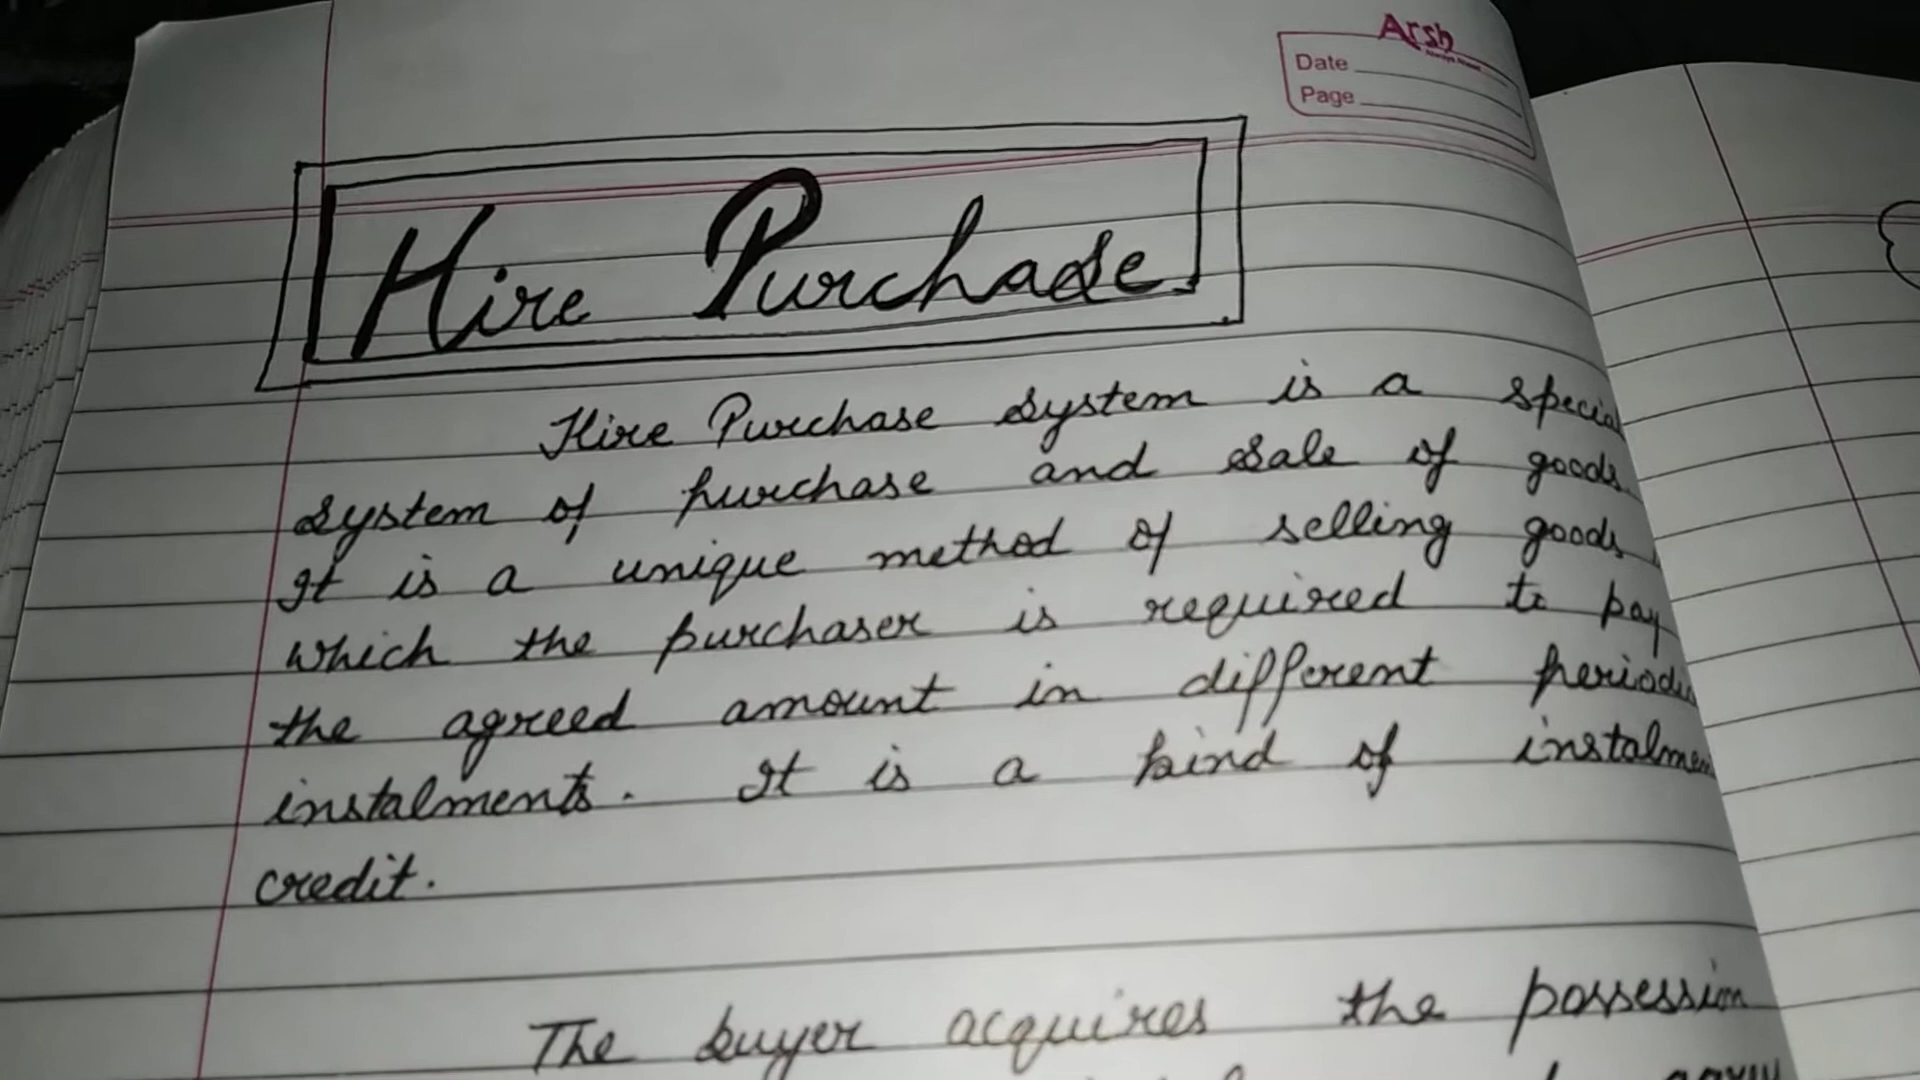 Arsh
Date
Page
Hire Purchase
Hire Purchase system is a special
system of purchase and sale of goods.
It is a unique method of selling goods
which the purchaser is required to pay
the agreed amount in different periodic
instalments. It is a kind of instalmen
credit.
The buyer acquires the possession